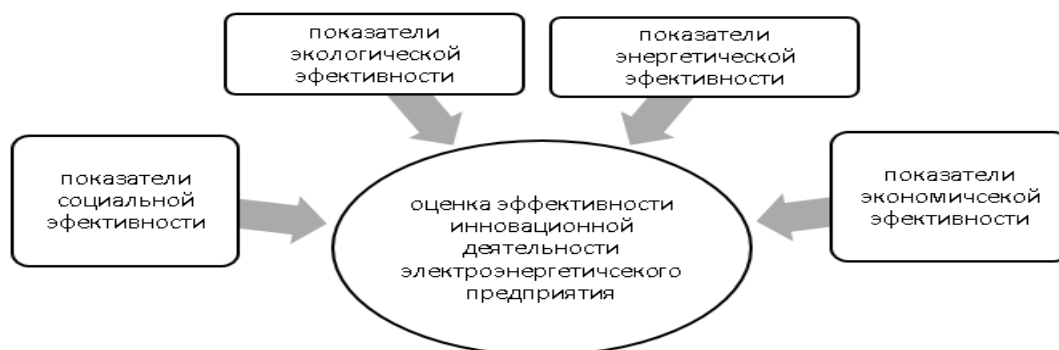 показатели
экологической
эфективности
показатели
энергетической
эфективности
показатели
социальной
эфективности
оценка эффективности
инновационной
деятельности
электроэнергетичсекого
предприятия
показатели
экономичсекой
эфективности